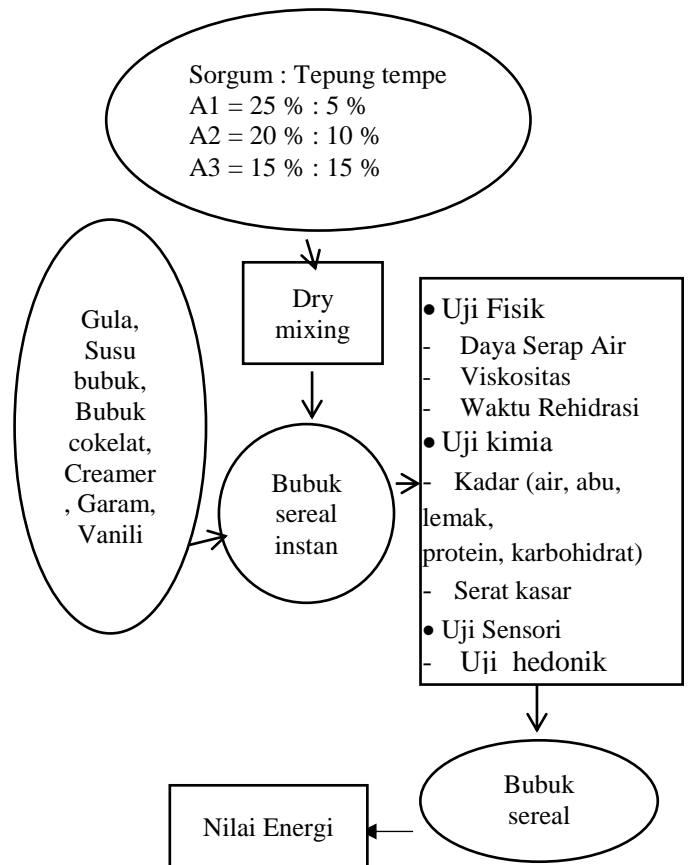 Sorgum : Tepung tempe
A1 = 25 % : 5 %
A2 = 20 % : 10 %
A3 = 15 % : 15 %
Dry
mixing
Gula,
Susu
bubuk,
Bubuk
cokelat,
Creamer
, Garam,
Vanili
Bubuk
sereal
instan
• Uji Fisik
- Daya Serap Air
- Viskositas
- Waktu Rehidrasi
• Uji kimia
- Kadar (air, abu,
lemak,
protein, karbohidrat)
- Serat kasar
• Uji Sensori
- Uji hedonik
Bubuk
sereal
Nilai Energi